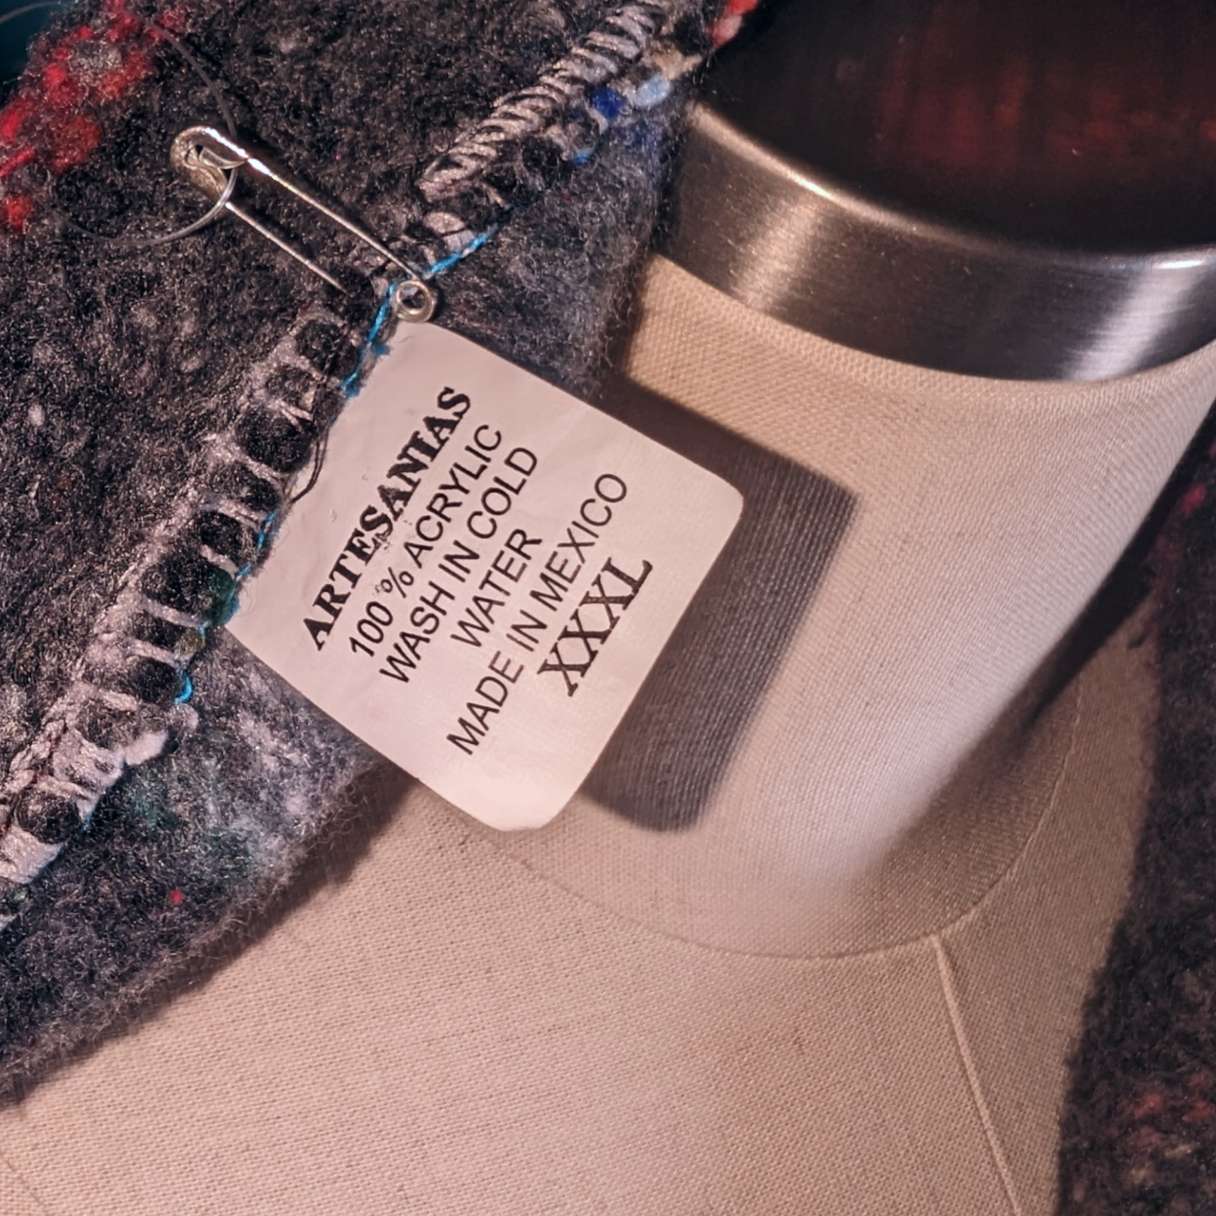 ARTESANIAS
100 % ACRYLIC
WASH IN COLD
WATER
MADE IN MEXICO
XXXL